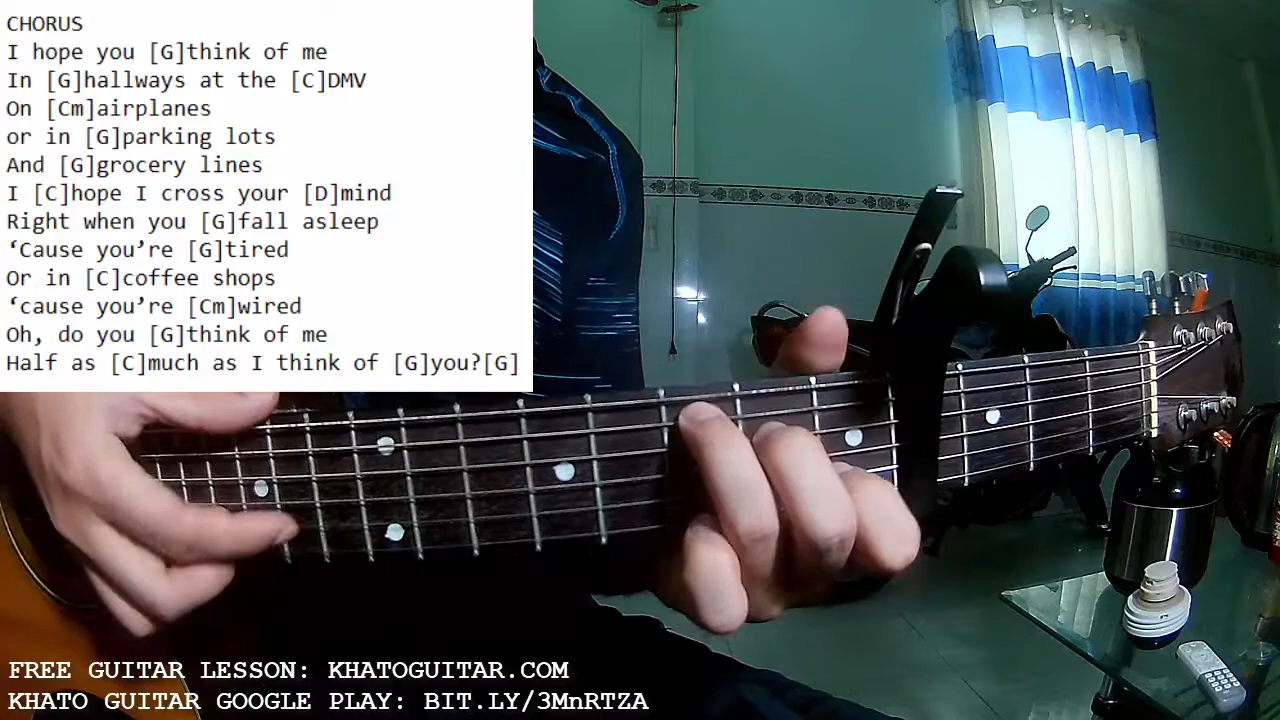 CHORUS
I hope you [G]think of me
In [G]hallways at the [C]DMV
On [Cm]airplanes
or in [G]parking lots
And [G]grocery lines
I [C]hope I cross your [D]mind
Right when you [G]fall asleep
‘Cause you’re [G]tired
Or in [C]coffee shops
‘cause you’re [Cm]wired
Oh, do you [G]think of me
Half as [C]much as I think of [G]you?[G]
FREE GUITAR LESSON: KHATOGUITAR.COM
KHATO GUITAR GOOGLE PLAY: BIT.LY/3MnRTZA